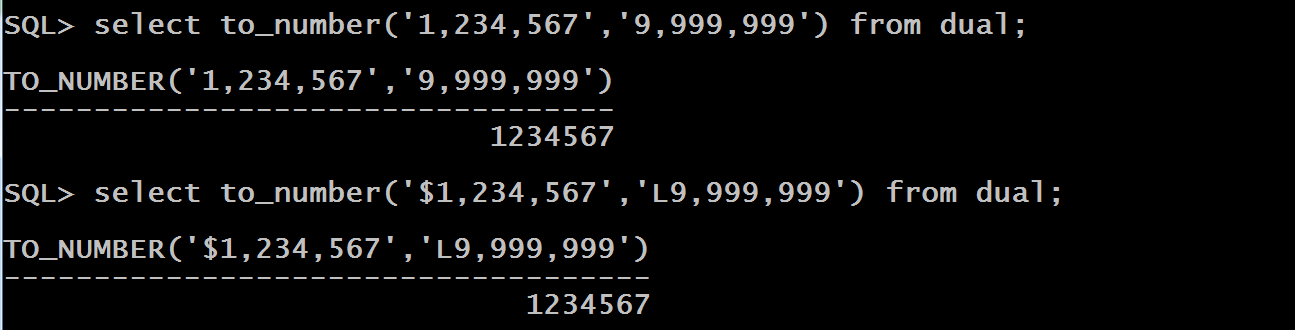 SQL> select to_number('1,234,567','9,999,999') from dual;
TO_NUMBER('1,234,567','9,999,999')
----------------------------------
1234567
SQL> select to_number('$1,234,567','L9,999,999') from dual;
TO_NUMBER('$1,234,567','L9,999,999')
------------------------------------
1234567